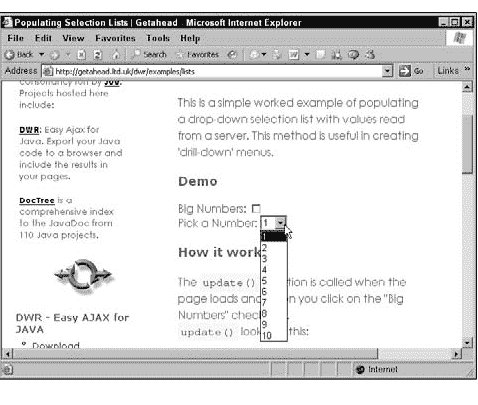 Populating Selection Lists | Getahead - Microsoft Internet Explorer
File Edit View Favorites Tools Help
Back Search Favorites
Address http://getahead.ltd.uk/dwr/examples/lists Go Links »
consultancy run by Joe.
Projects hosted here
include:
DWR: Easy Ajax for
Java. Export your Java
code to a browser and
include the results in
your pages.
DocTree is a
comprehensive index
to the JavaDoc from
110 Java projects.
DWR - Easy AJAX for
JAVA
Download
This is a simple worked example of populating
a drop-down selection list with values read
from a server. This method is useful in creating
'drill-down' menus.
Demo
Big Numbers:
Pick a Number: 1
1
2
3
4
5
6
7
8
9
10
How it work
The update() tion is called when the
page loads and n you click on the "Big
Numbers" chec
update() look this:
Internet